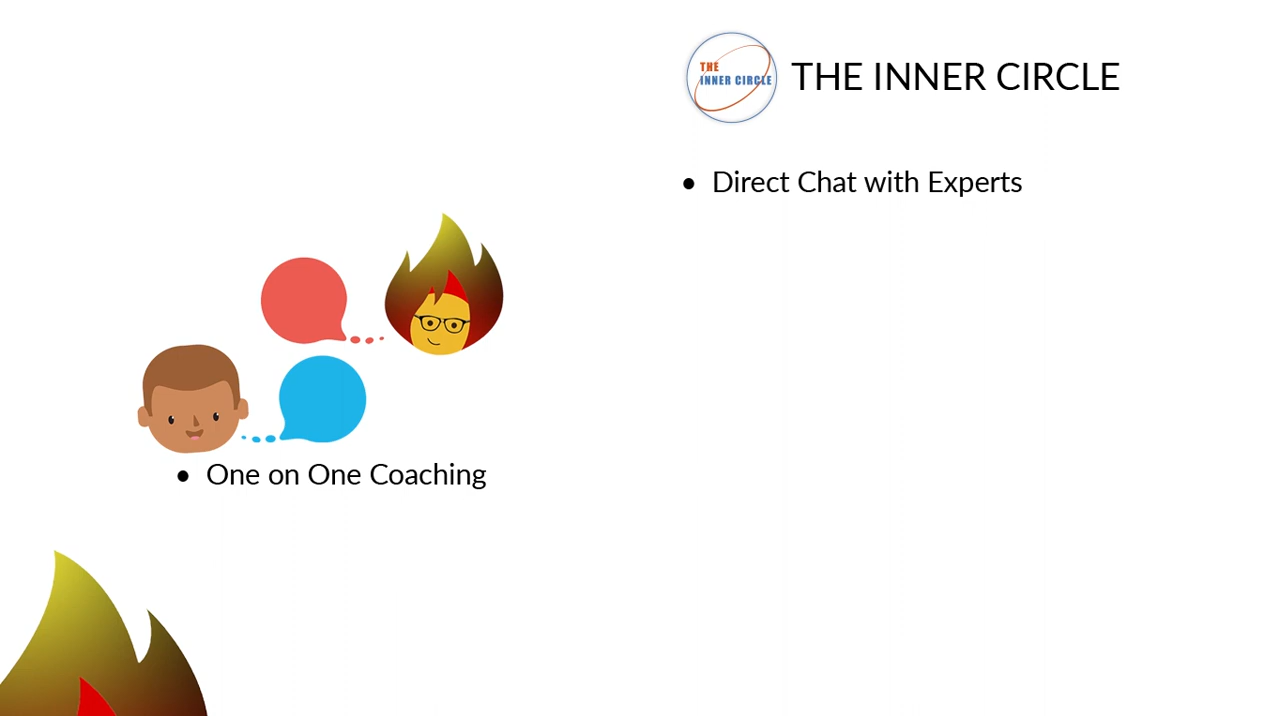 THE
INNER CIRCLE
THE INNER CIRCLE
• Direct Chat with Experts
• One on One Coaching